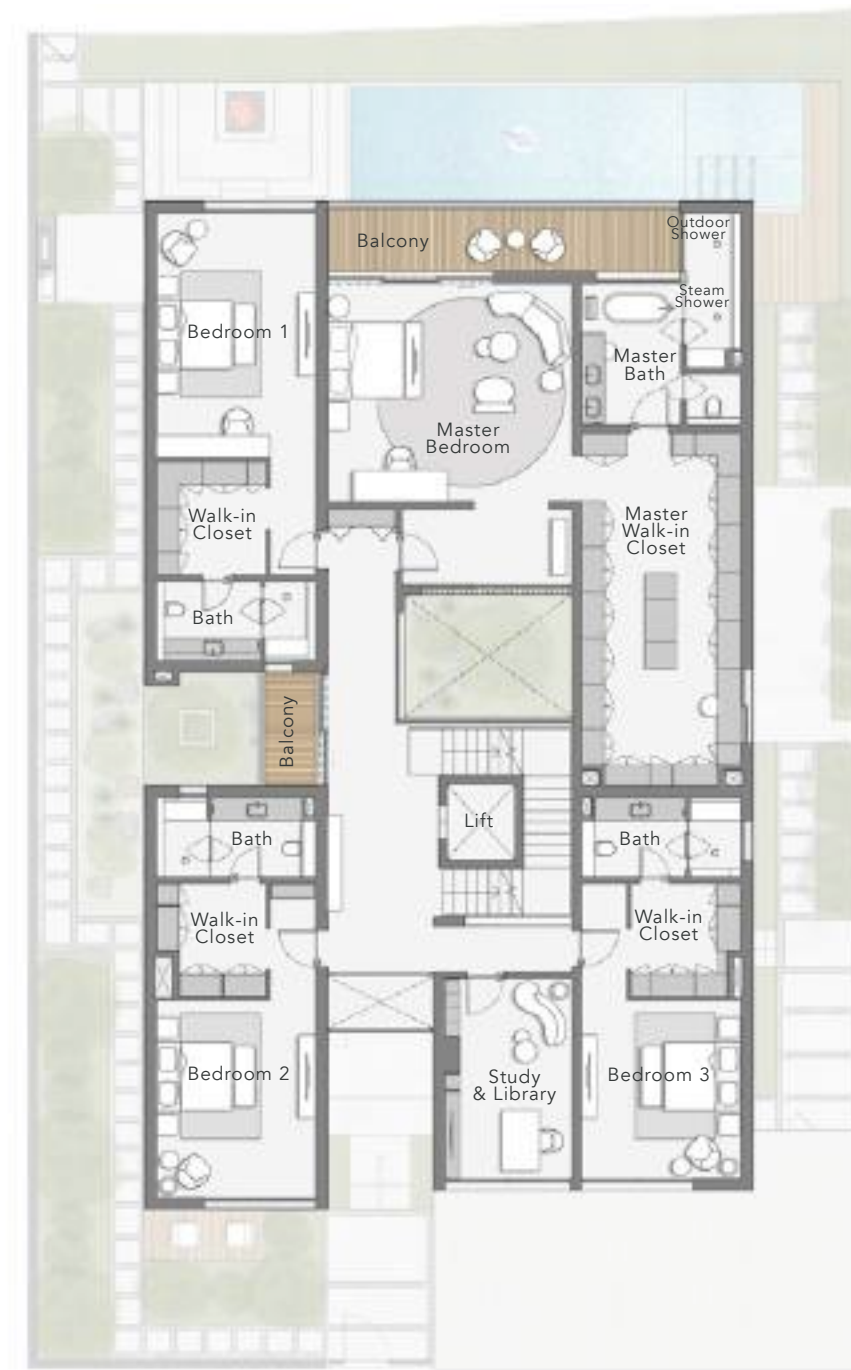 Outdoor
Shower
Balcony
Steam
Shower
Bedroom 1
Master
Bath
Master
Bedroom
Walk-in
Closet
Master
Walk-in
Closet
Bath
Balcony
Lift
Bath
Bath
Walk-in
Closet
Walk-in
Closet
Bedroom 2
Study
& Library
Bedroom 3